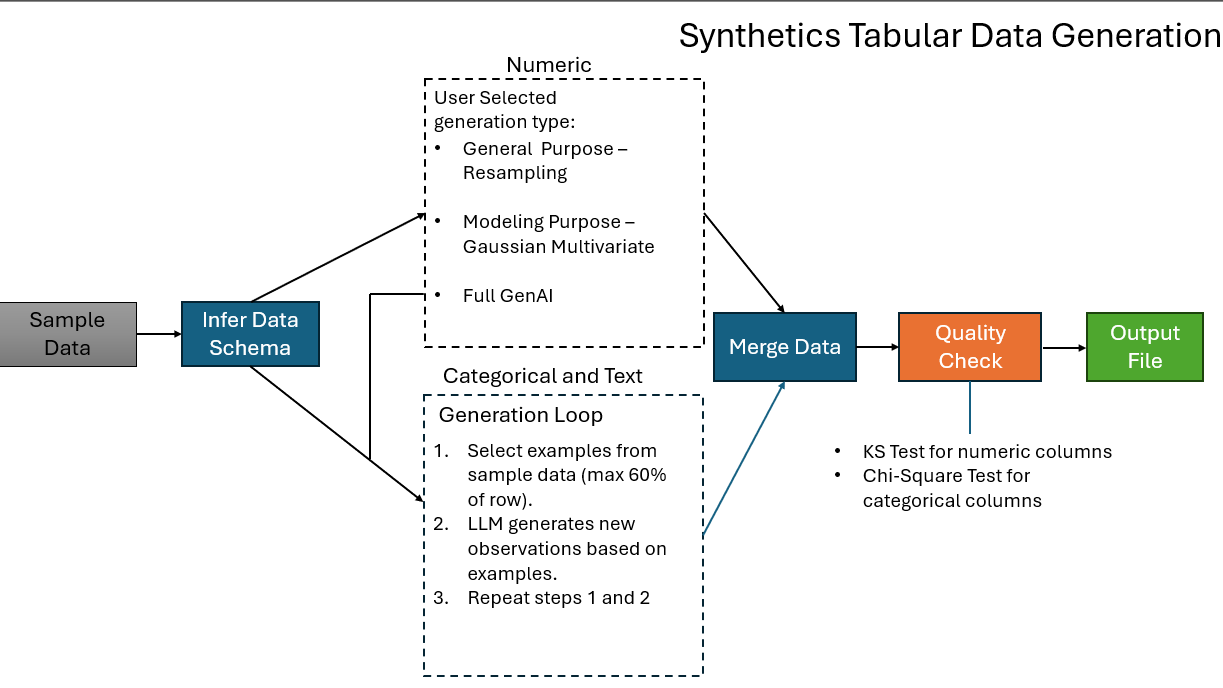 Synthetics Tabular Data Generation
Numeric
User Selected
generation type:
• General  Purpose –
Resampling
• Modeling Purpose –
Gaussian Multivariate
• Full GenAI
Sample
Data
Infer Data
Schema
Categorical and Text
Generation Loop
1. Select examples from
sample data (max 60%
of row).
2. LLM generates new
observations based on
examples.
3. Repeat steps 1 and 2
Merge Data
Quality
Check
Output
File
• KS Test for numeric columns
• Chi-Square Test for
categorical columns